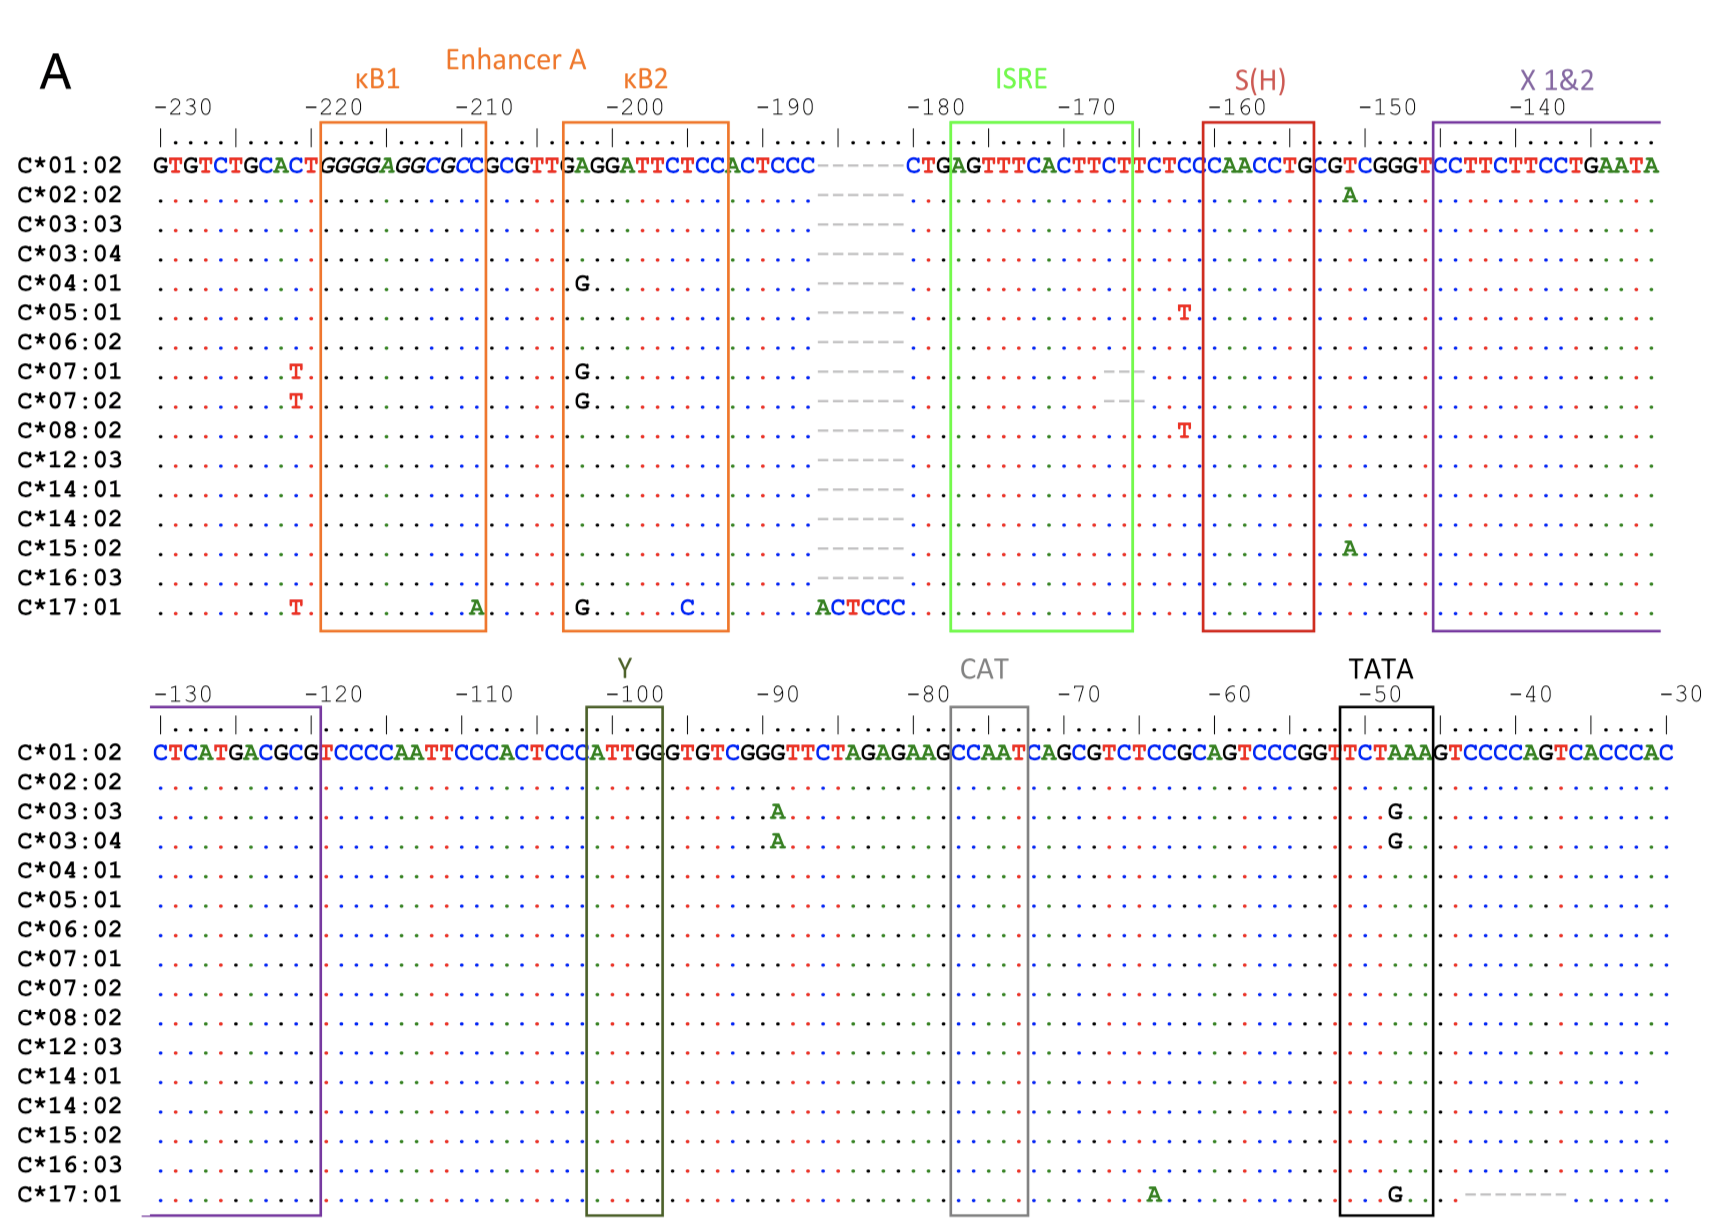 A
Enhancer A
κB1 κB2 ISRE S(H) X 1&2
-230 -220 -210 -200 -190 -180 -170 -160 -150 -140
C*01:02 GTGTCTGCACTGGGGAGGCGCCGCGTTGAGGATTCTCCACTCCC------CTGAGTTTCACTTCTTCTCCCAACCTGCGTCGGGTCCTTCTTCCTGAATA
C*02:02 ............................................------.............................A....................
C*03:03 ............................................------..................................................
C*03:04 ............................................------..................................................
C*04:01 ............................G...............------..................................................
C*05:01 ............................................------..................T...............................
C*06:02 ............................................------..................................................
C*07:01 .........T..................G...............------.............---..................................
C*07:02 .........T..................G...............------.............---..................................
C*08:02 ............................................------..................T...............................
C*12:03 ............................................------..................................................
C*14:01 ............................................------..................................................
C*14:02 ............................................------..................................................
C*15:02 ............................................------.............................A....................
C*16:03 ............................................------..................................................
C*17:01 .........T...........A......G......C........ACTCCC..................................................
Y CAT TATA
-130 -120 -110 -100 -90 -80 -70 -60 -50 -40 -30
C*01:02 CTCATGACGCGTCCCCAATTCCCACTCCCATTGGGTGTCGGGTTCTAGAGAAGCCAATCAGCGTCTCCGCAGTCCCGGTTCTAAAGTCCCCAGTCACCCAC
C*02:02 .....................................................................................................
C*03:03 .........................................A........................................G..................
C*03:04 .........................................A........................................G..................
C*04:01 .....................................................................................................
C*05:01 .....................................................................................................
C*06:02 .....................................................................................................
C*07:01 .....................................................................................................
C*07:02 .....................................................................................................
C*08:02 .....................................................................................................
C*12:03 .....................................................................................................
C*14:01 ...................................................................................................
C*14:02 .....................................................................................................
C*15:02 .....................................................................................................
C*16:03 .....................................................................................................
C*17:01 ..................................................................A...............G....-------.......